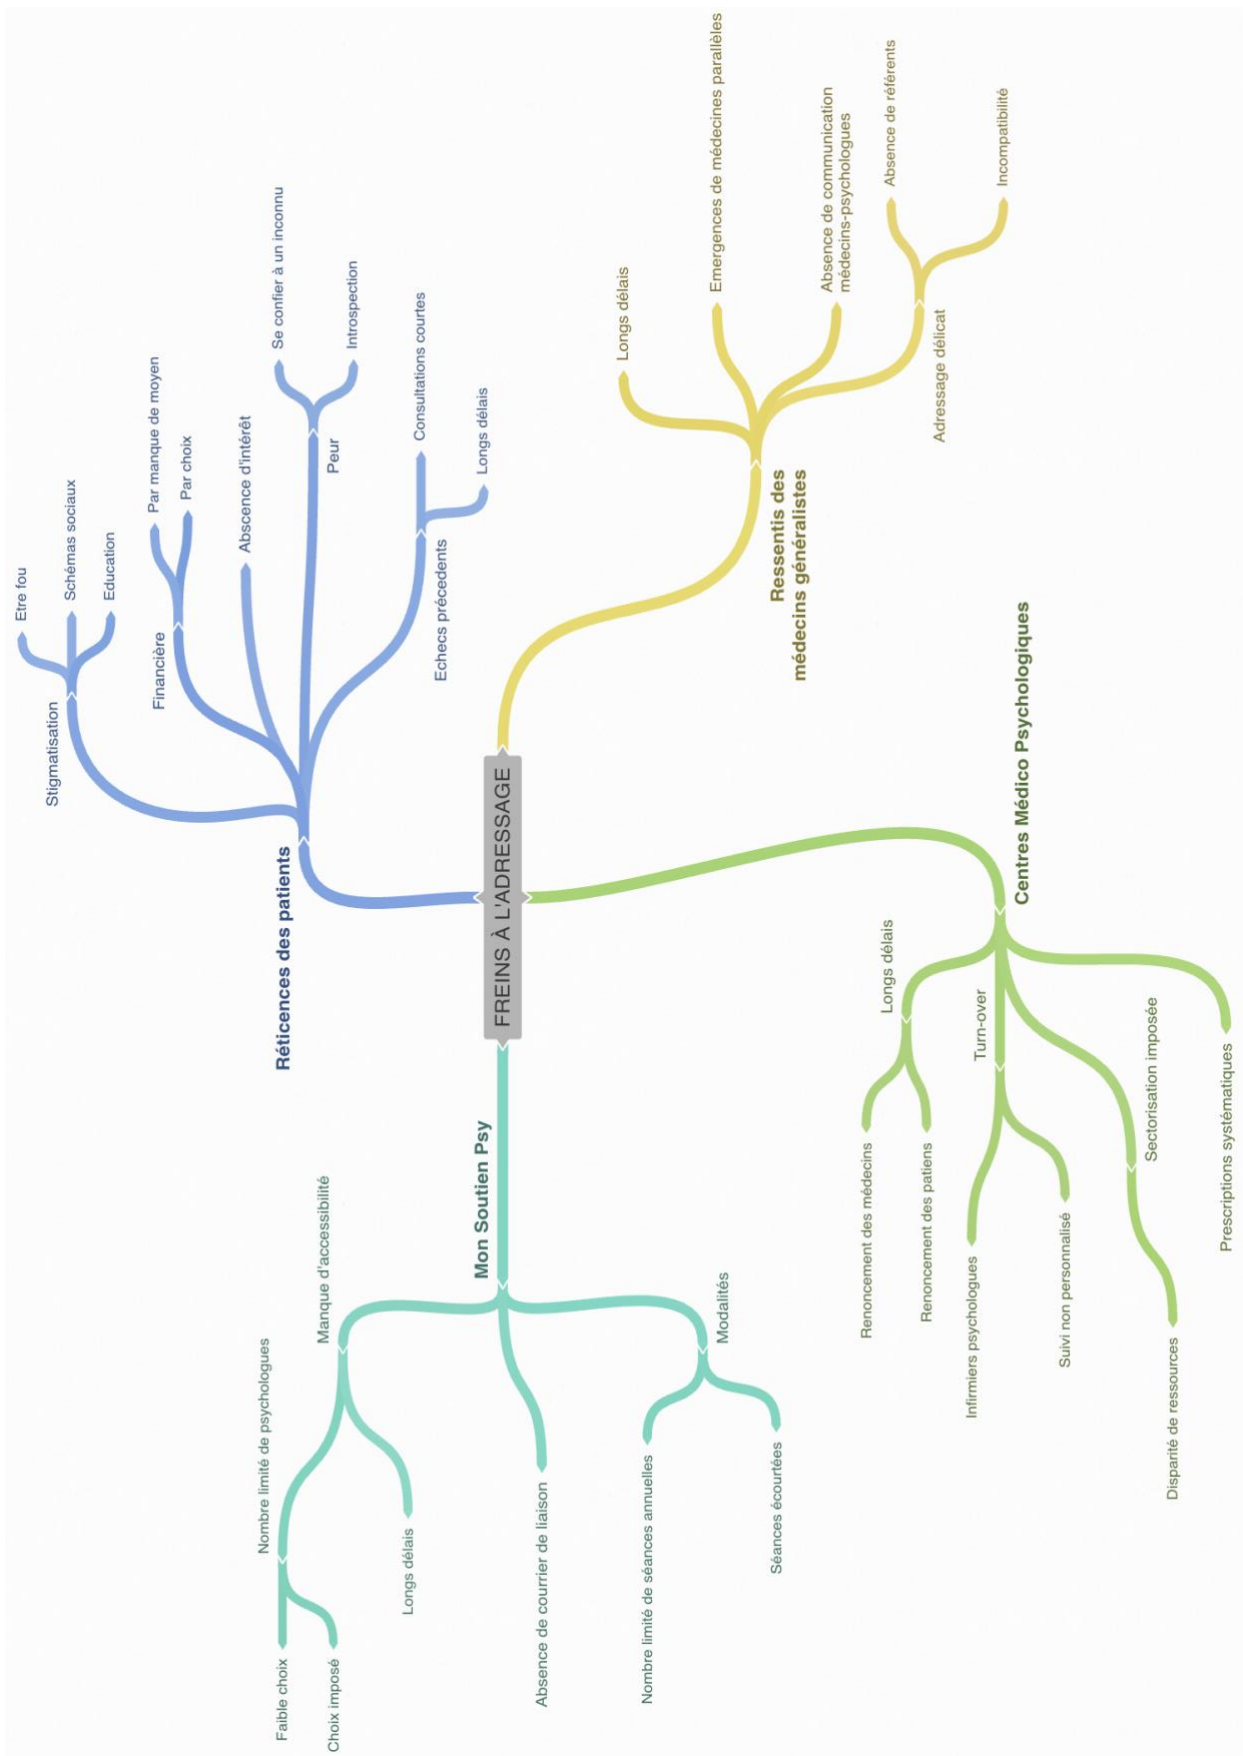 FREINS À L'ADRESSAGE
Réticences des patients
Stigmatisation
Etre fou
Schémas sociaux
Education
Financière
Par manque de moyen
Par choix
Abscence d'intérêt
Peur
Se confier à un inconnu
Introspection
Echecs précedents
Consultations courtes
Longs délais
Ressentis des
médecins généralistes
Longs délais
Emergences de médecines parallèles
Absence de communication
médecins-psychologues
Adressage délicat
Absence de référents
Incompatibilité
Mon Soutien Psy
Manque d'accessibilité
Nombre limité de psychologues
Faible choix
Choix imposé
Longs délais
Absence de courrier de liaison
Modalités
Nombre limité de séances annuelles
Séances écourtées
Centres Médico Psychologiques
Longs délais
Renoncement des médecins
Renoncement des patiens
Turn-over
Infirmiers psychologues
Suivi non personnalisé
Sectorisation imposée
Disparité de ressources
Prescriptions systématiques